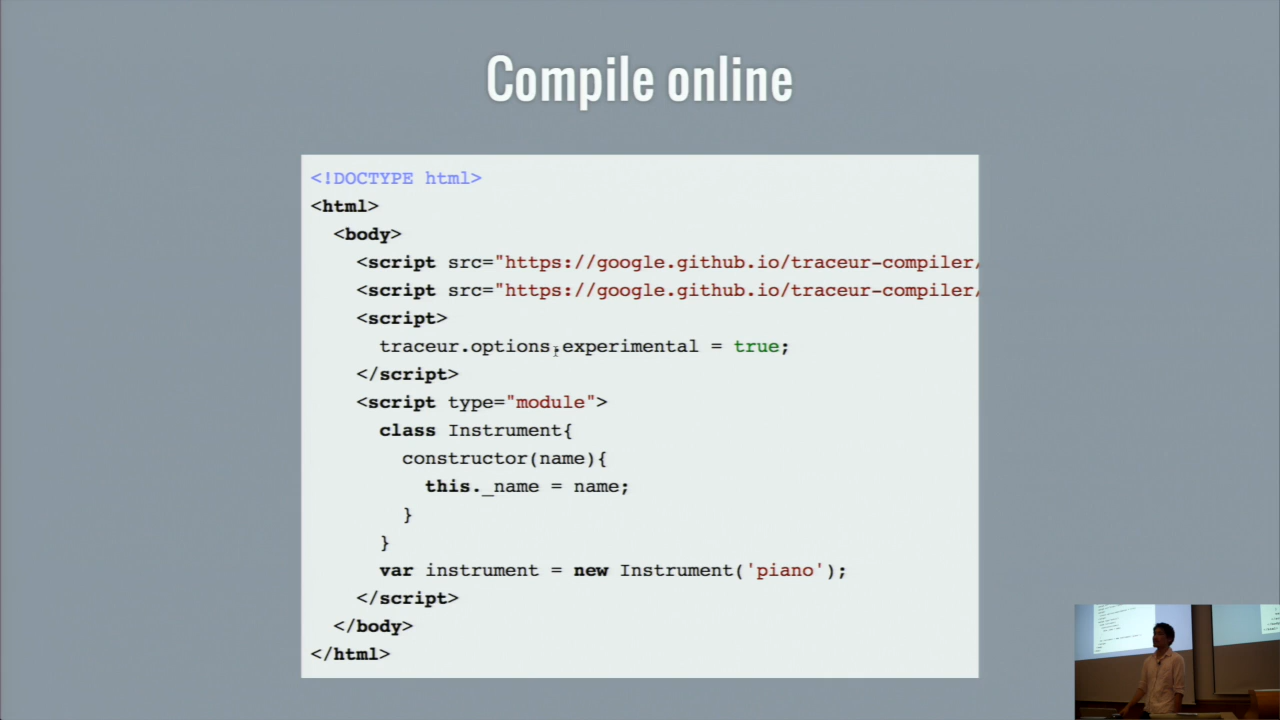 Compile online
<!DOCTYPE html>
<html>
<body>
<script src="https://google.github.io/traceur-compiler/
<script src="https://google.github.io/traceur-compiler/
<script>
traceur.options.experimental = true;
</script>
<script type="module">
class Instrument{
constructor(name){
this._name = name;
}
}
var instrument = new Instrument('piano');
</script>
</body>
</html>